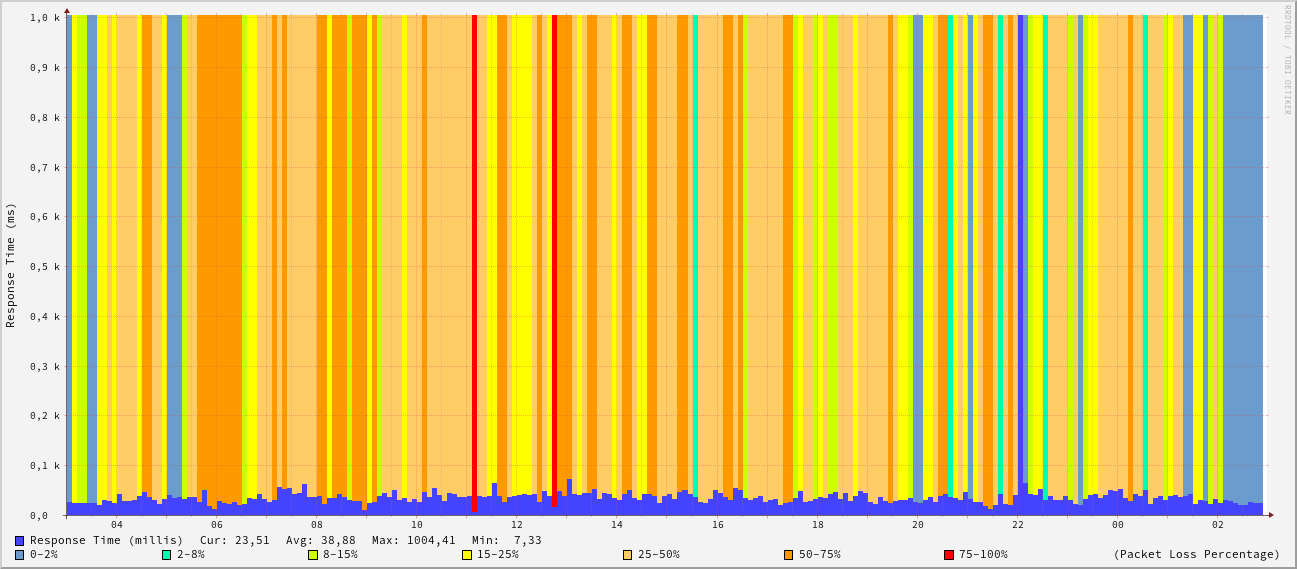 1,0 k
0,9 k
0,8 k
0,7 k
0,6 k
0,5 k
0,4 k
0,3 k
0,2 k
0,1 k
0,0
Response Time (ms)
RRDTOOL / TOBI OETIKER
04 06 08 10 12 14 16 18 20 22 00 02
Response Time (millis) Cur: 23,51 Avg: 38,88 Max: 1004,41 Min: 7,33
0-2% 2-8% 8-15% 15-25% 25-50% 50-75% 75-100% (Packet Loss Percentage)